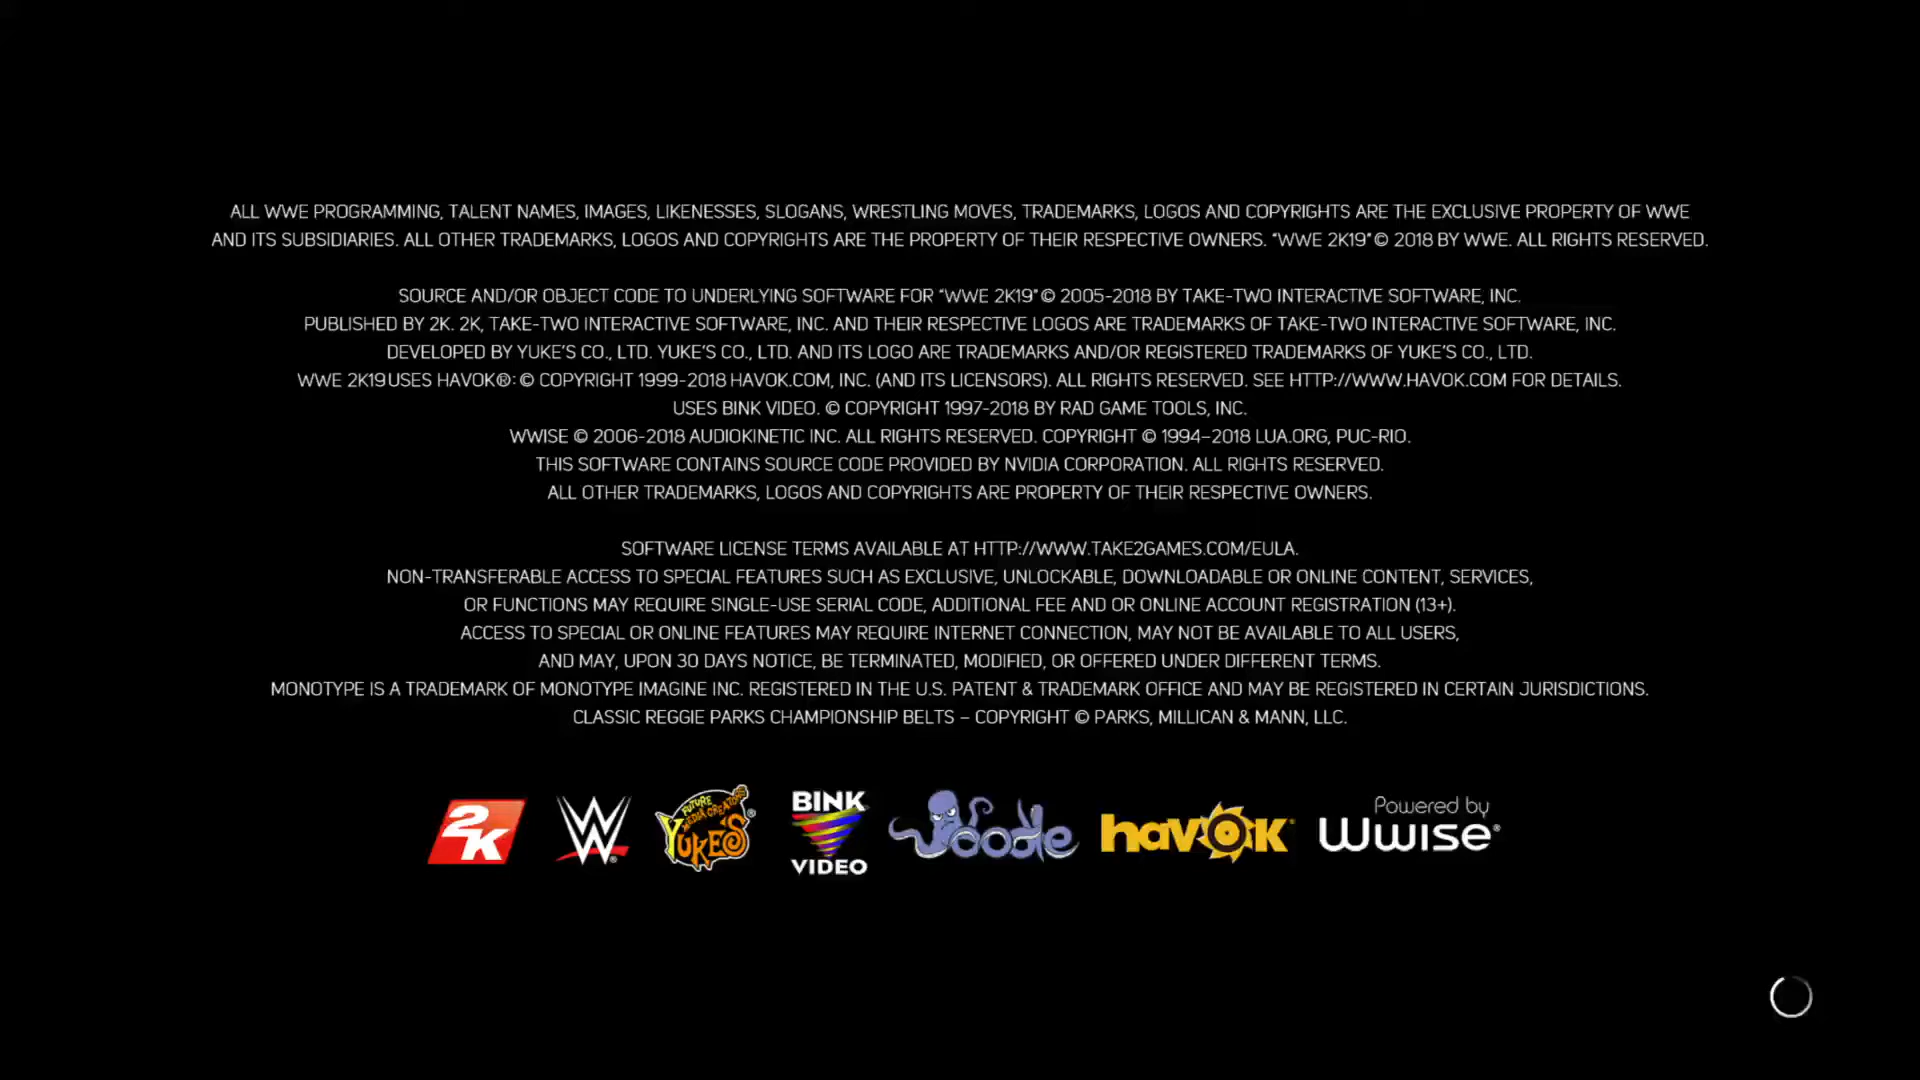 ALL WWE PROGRAMMING, TALENT NAMES, IMAGES, LIKENESSES, SLOGANS, WRESTLING MOVES, TRADEMARKS, LOGOS AND COPYRIGHTS ARE THE EXCLUSIVE PROPERTY OF WWE
AND ITS SUBSIDIARIES. ALL OTHER TRADEMARKS, LOGOS AND COPYRIGHTS ARE THE PROPERTY OF THEIR RESPECTIVE OWNERS. “WWE 2K19” © 2018 BY WWE. ALL RIGHTS RESERVED.
SOURCE AND/OR OBJECT CODE TO UNDERLYING SOFTWARE FOR “WWE 2K19” © 2005-2018 BY TAKE-TWO INTERACTIVE SOFTWARE, INC.
PUBLISHED BY 2K. 2K, TAKE-TWO INTERACTIVE SOFTWARE, INC. AND THEIR RESPECTIVE LOGOS ARE TRADEMARKS OF TAKE-TWO INTERACTIVE SOFTWARE, INC.
DEVELOPED BY YUKE’S CO., LTD. YUKE’S CO., LTD. AND ITS LOGO ARE TRADEMARKS AND/OR REGISTERED TRADEMARKS OF YUKE’S CO., LTD.
WWE 2K19 USES HAVOK®: © COPYRIGHT 1999-2018 HAVOK.COM, INC. (AND ITS LICENSORS). ALL RIGHTS RESERVED. SEE HTTP://WWW.HAVOK.COM FOR DETAILS.
USES BINK VIDEO. © COPYRIGHT 1997-2018 BY RAD GAME TOOLS, INC.
WWISE © 2006-2018 AUDIOKINETIC INC. ALL RIGHTS RESERVED. COPYRIGHT © 1994–2018 LUA.ORG, PUC-RIO.
THIS SOFTWARE CONTAINS SOURCE CODE PROVIDED BY NVIDIA CORPORATION. ALL RIGHTS RESERVED.
ALL OTHER TRADEMARKS, LOGOS AND COPYRIGHTS ARE PROPERTY OF THEIR RESPECTIVE OWNERS.
SOFTWARE LICENSE TERMS AVAILABLE AT HTTP://WWW.TAKE2GAMES.COM/EULA.
NON-TRANSFERABLE ACCESS TO SPECIAL FEATURES SUCH AS EXCLUSIVE, UNLOCKABLE, DOWNLOADABLE OR ONLINE CONTENT, SERVICES,
OR FUNCTIONS MAY REQUIRE SINGLE-USE SERIAL CODE, ADDITIONAL FEE AND OR ONLINE ACCOUNT REGISTRATION (13+).
ACCESS TO SPECIAL OR ONLINE FEATURES MAY REQUIRE INTERNET CONNECTION, MAY NOT BE AVAILABLE TO ALL USERS,
AND MAY, UPON 30 DAYS NOTICE, BE TERMINATED, MODIFIED, OR OFFERED UNDER DIFFERENT TERMS.
MONOTYPE IS A TRADEMARK OF MONOTYPE IMAGINE INC. REGISTERED IN THE U.S. PATENT & TRADEMARK OFFICE AND MAY BE REGISTERED IN CERTAIN JURISDICTIONS.
CLASSIC REGGIE PARKS CHAMPIONSHIP BELTS – COPYRIGHT © PARKS, MILLICAN & MANN, LLC.
2K
W ®
FUTURE MEDIA CREATORS YUKE'S ®
BINK VIDEO
oodle
havok
Powered by
Wwise®